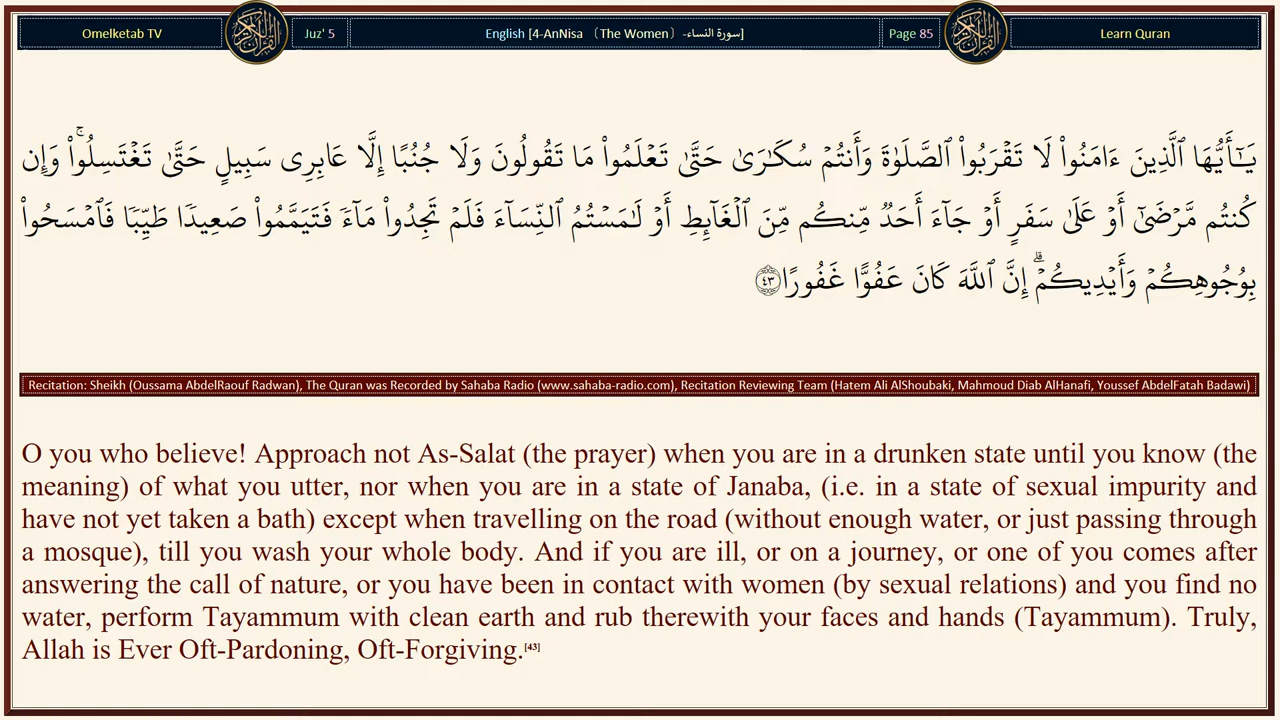 Omelketab TV
Juz' 5
English [4-AnNisa （The Women） -سورة النساء]
Page 85
Learn Quran
يَـٰٓأَيُّهَا ٱلَّذِينَ ءَامَنُوا۟ لَا تَقْرَبُوا۟ ٱلصَّلَوٰةَ وَأَنتُمْ سُكَـٰرَىٰ حَتَّىٰ تَعْلَمُوا۟ مَا تَقُولُونَ وَلَا جُنُبًا إِلَّا عَابِرِى سَبِيلٍ حَتَّىٰ تَغْتَسِلُوا۟ ۚ وَإِن
كُنتُم مَّرْضَىٰٓ أَوْ عَلَىٰ سَفَرٍ أَوْ جَآءَ أَحَدٌ مِّنكُم مِّنَ ٱلْغَآئِطِ أَوْ لَـٰمَسْتُمُ ٱلنِّسَآءَ فَلَمْ تَجِدُوا۟ مَآءً فَتَيَمَّمُوا۟ صَعِيدًا طَيِّبًا فَٱمْسَحُوا۟
بِوُجُوهِكُمْ وَأَيْدِيكُمْ ۗ إِنَّ ٱللَّهَ كَانَ عَفُوًّا غَفُورًا ٤٣
Recitation: Sheikh (Oussama AbdelRaouf Radwan), The Quran was Recorded by Sahaba Radio (www.sahaba-radio.com), Recitation Reviewing Team (Hatem Ali AlShoubaki, Mahmoud Diab AlHanafi, Youssef AbdelFatah Badawi)
O you who believe! Approach not As-Salat (the prayer) when you are in a drunken state until you know (the
meaning) of what you utter, nor when you are in a state of Janaba, (i.e. in a state of sexual impurity and
have not yet taken a bath) except when travelling on the road (without enough water, or just passing through
a mosque), till you wash your whole body. And if you are ill, or on a journey, or one of you comes after
answering the call of nature, or you have been in contact with women (by sexual relations) and you find no
water, perform Tayammum with clean earth and rub therewith your faces and hands (Tayammum). Truly,
Allah is Ever Oft-Pardoning, Oft-Forgiving.[43]